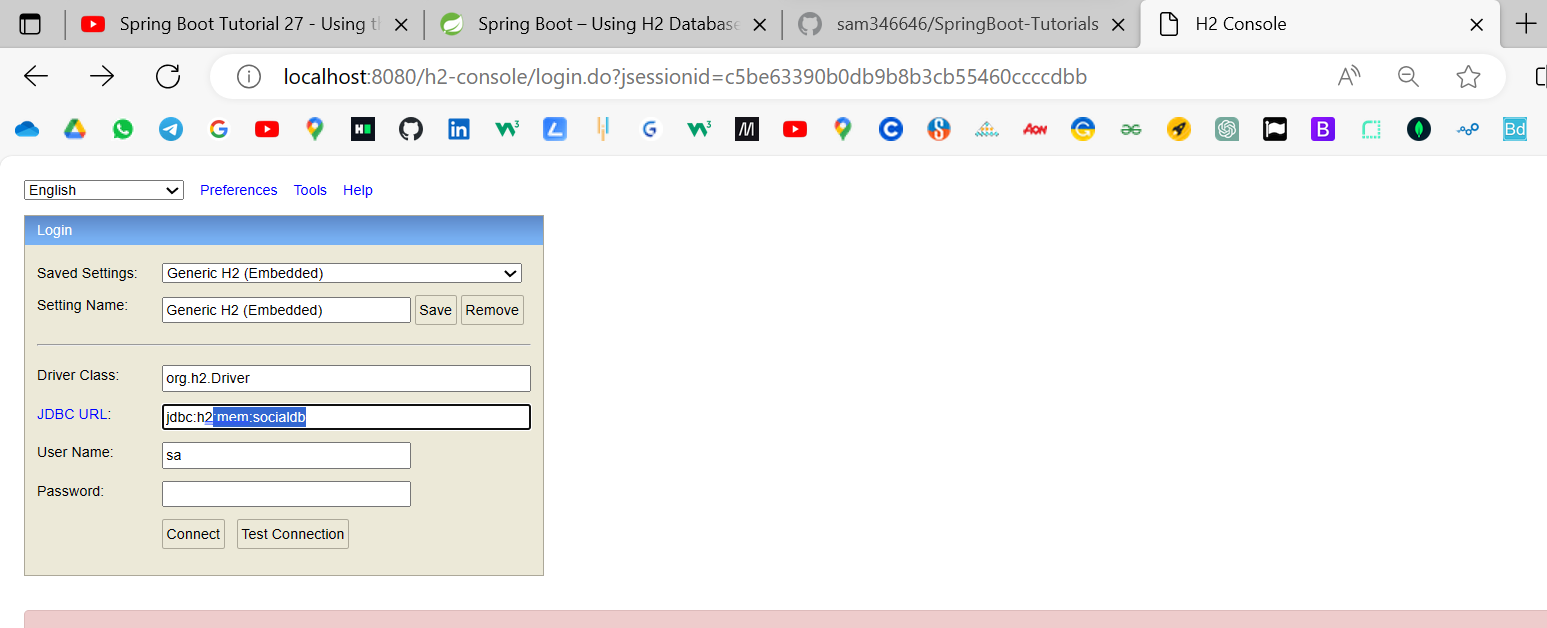 Spring Boot Tutorial 27 - Using th
Spring Boot – Using H2 Database
sam346646/SpringBoot-Tutorials
H2 Console
localhost:8080/h2-console/login.do?jsessionid=c5be63390b0db9b8b3cb55460ccccdbb
English Preferences Tools Help
Login
Saved Settings: Generic H2 (Embedded)
Setting Name: Generic H2 (Embedded) Save Remove
Driver Class: org.h2.Driver
JDBC URL: jdbc:h2:mem:socialdb
User Name: sa
Password:
Connect Test Connection